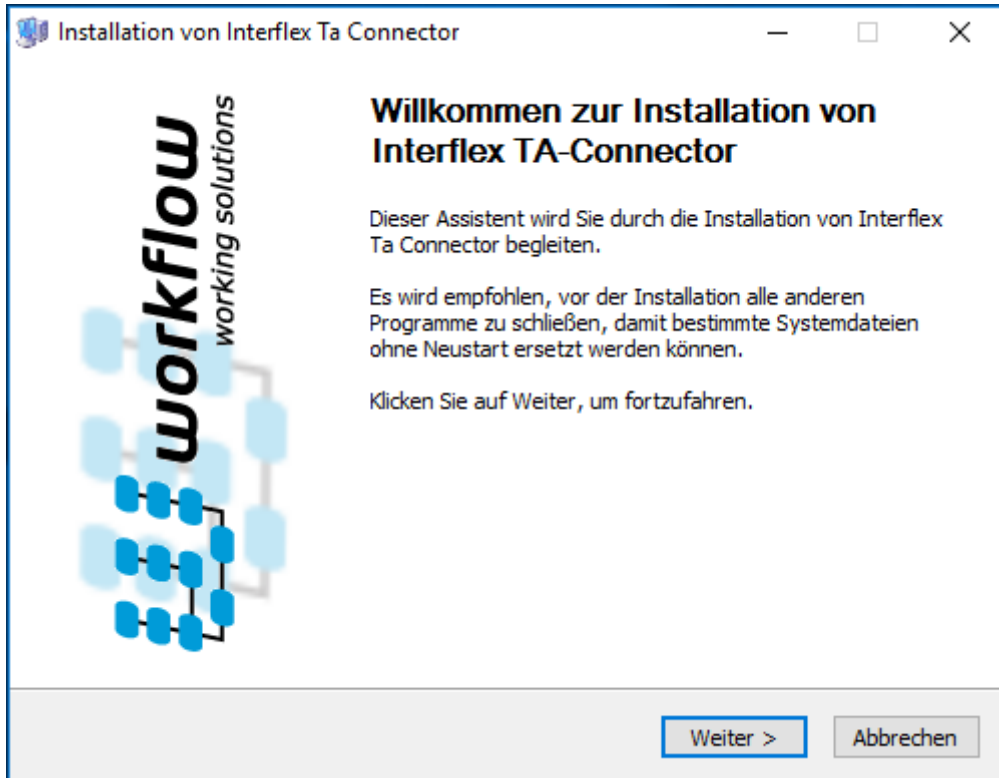 Installation von Interflex Ta Connector
workflow
working solutions
Willkommen zur Installation von
Interflex TA-Connector
Dieser Assistent wird Sie durch die Installation von Interflex
Ta Connector begleiten.
Es wird empfohlen, vor der Installation alle anderen
Programme zu schließen, damit bestimmte Systemdateien
ohne Neustart ersetzt werden können.
Klicken Sie auf Weiter, um fortzufahren.
Weiter >
Abbrechen